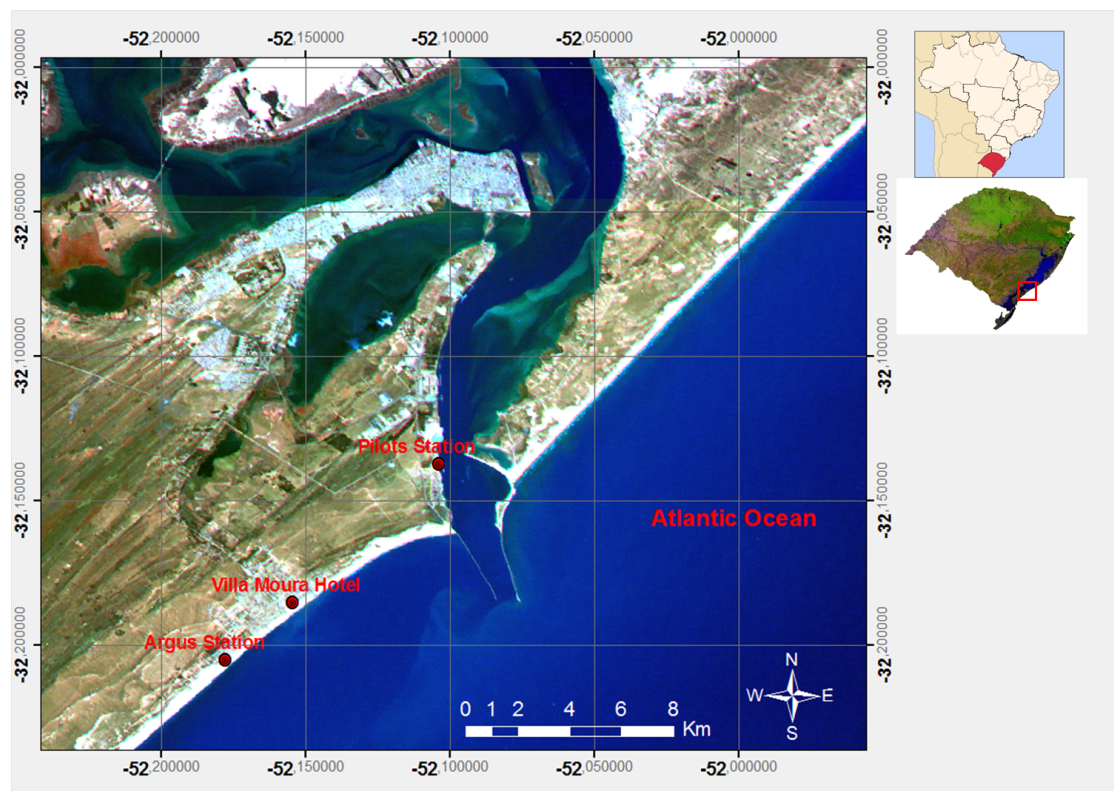 -52,200000 -52,150000 -52,100000 -52,050000 -52,000000
-32,000000
-32,000000
-32,050000
-32,050000
-32,100000
-32,100000
Pilots Station
-32,150000
-32,150000
Atlantic Ocean
Villa Moura Hotel
Argus Station
-32,200000
-32,200000
N
W E
S
0 1 2 4 6 8
Km
-52,200000 -52,150000 -52,100000 -52,050000 -52,000000